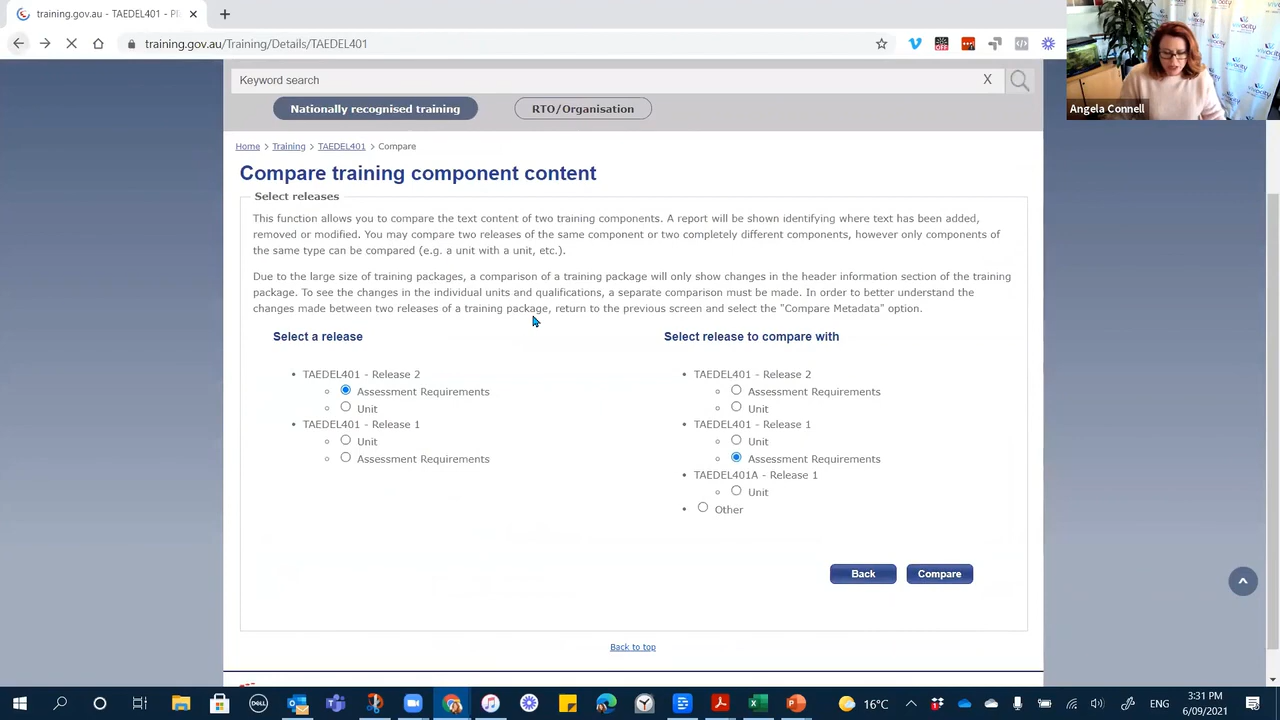 training.gov.au - TAEDEL401 - Pl
training.gov.au/Training/Details/TAEDEL401
OFF
Angela Connell
Keyword search
X
Nationally recognised training
RTO/Organisation
Home > Training > TAEDEL401 > Compare
Compare training component content
Select releases
This function allows you to compare the text content of two training components. A report will be shown identifying where text has been added,
removed or modified. You may compare two releases of the same component or two completely different components, however only components of
the same type can be compared (e.g. a unit with a unit, etc.).
Due to the large size of training packages, a comparison of a training package will only show changes in the header information section of the training
package. To see the changes in the individual units and qualifications, a separate comparison must be made. In order to better understand the
changes made between two releases of a training package, return to the previous screen and select the "Compare Metadata" option.
Select a release
TAEDEL401 - Release 2
Assessment Requirements
Unit
TAEDEL401 - Release 1
Unit
Assessment Requirements
Select release to compare with
TAEDEL401 - Release 2
Assessment Requirements
Unit
TAEDEL401 - Release 1
Unit
Assessment Requirements
TAEDEL401A - Release 1
Unit
Other
Back
Compare
Back to top
16°C
ENG
3:31 PM
6/09/2021